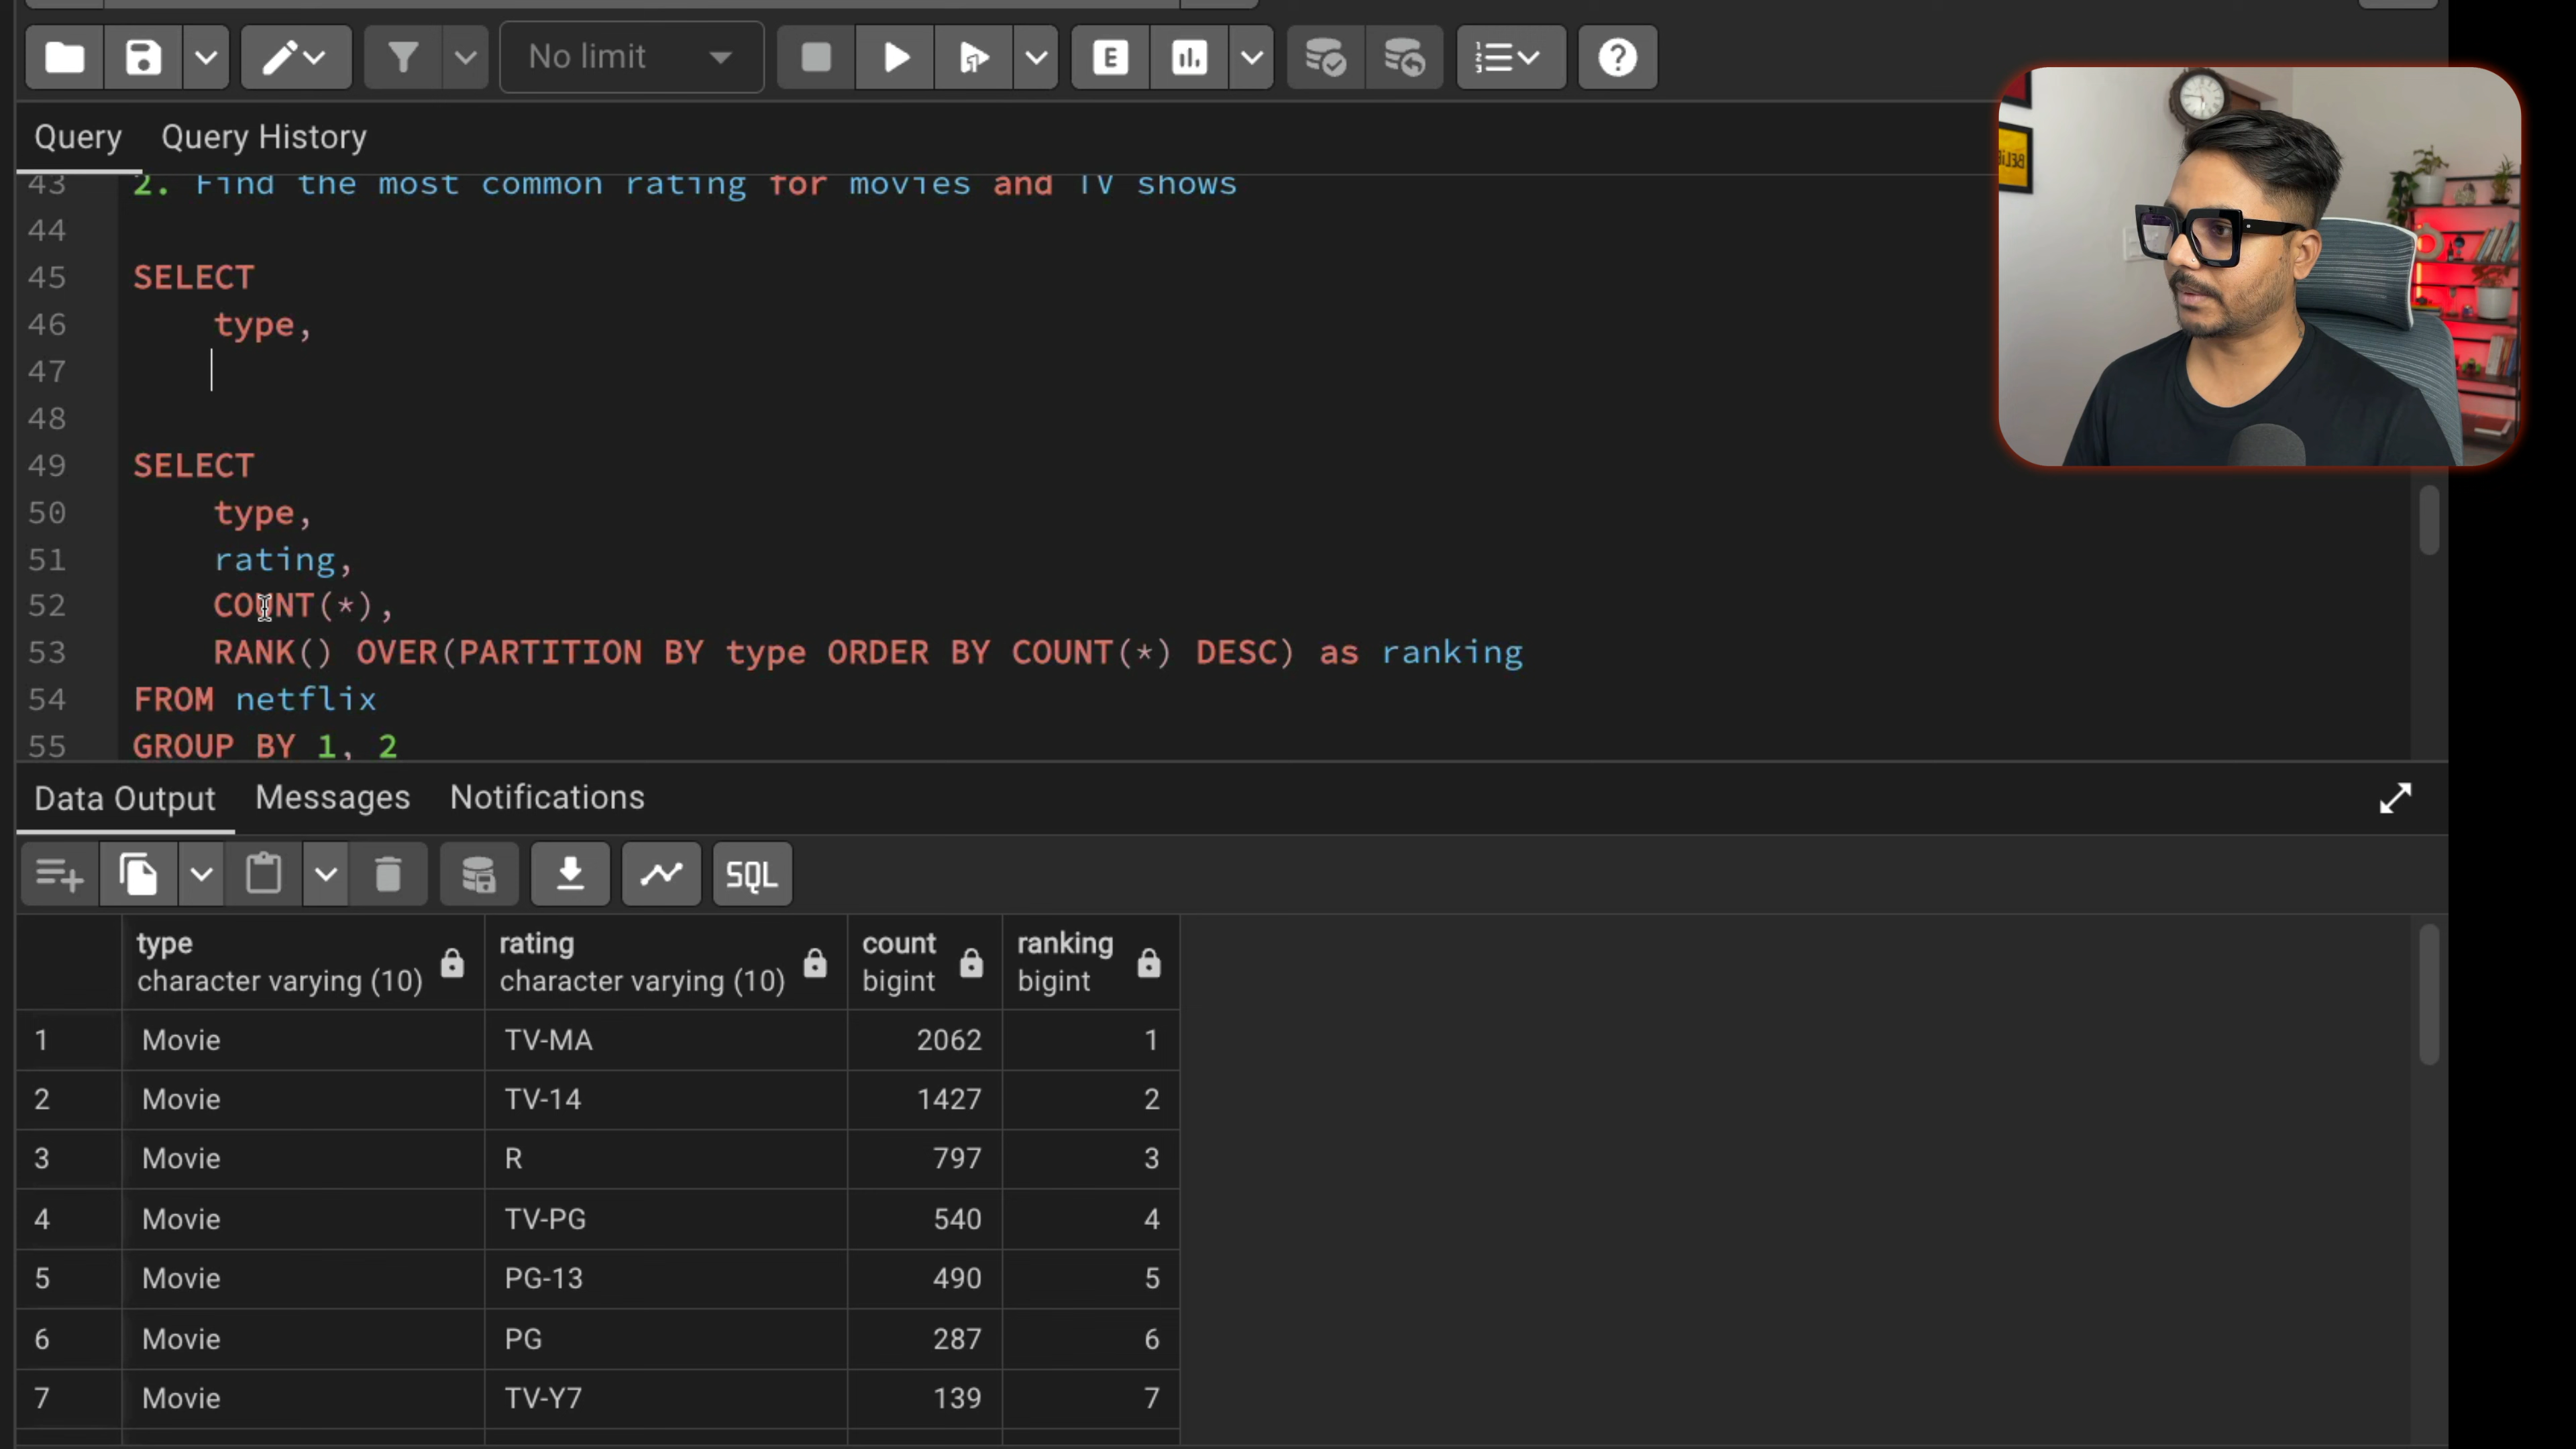 No limit
E
Query Query History
43 2. Find the most common rating for movies and TV shows
44
45 SELECT
46 type,
47
48
49 SELECT
50 type,
51 rating,
52 COUNT(*),
53 RANK() OVER(PARTITION BY type ORDER BY COUNT(*) DESC) as ranking
54 FROM netflix
55 GROUP BY 1, 2
Data Output Messages Notifications
SQL
type rating count ranking
character varying (10) character varying (10) bigint bigint
1 Movie TV-MA 2062 1
2 Movie TV-14 1427 2
3 Movie R 797 3
4 Movie TV-PG 540 4
5 Movie PG-13 490 5
6 Movie PG 287 6
7 Movie TV-Y7 139 7